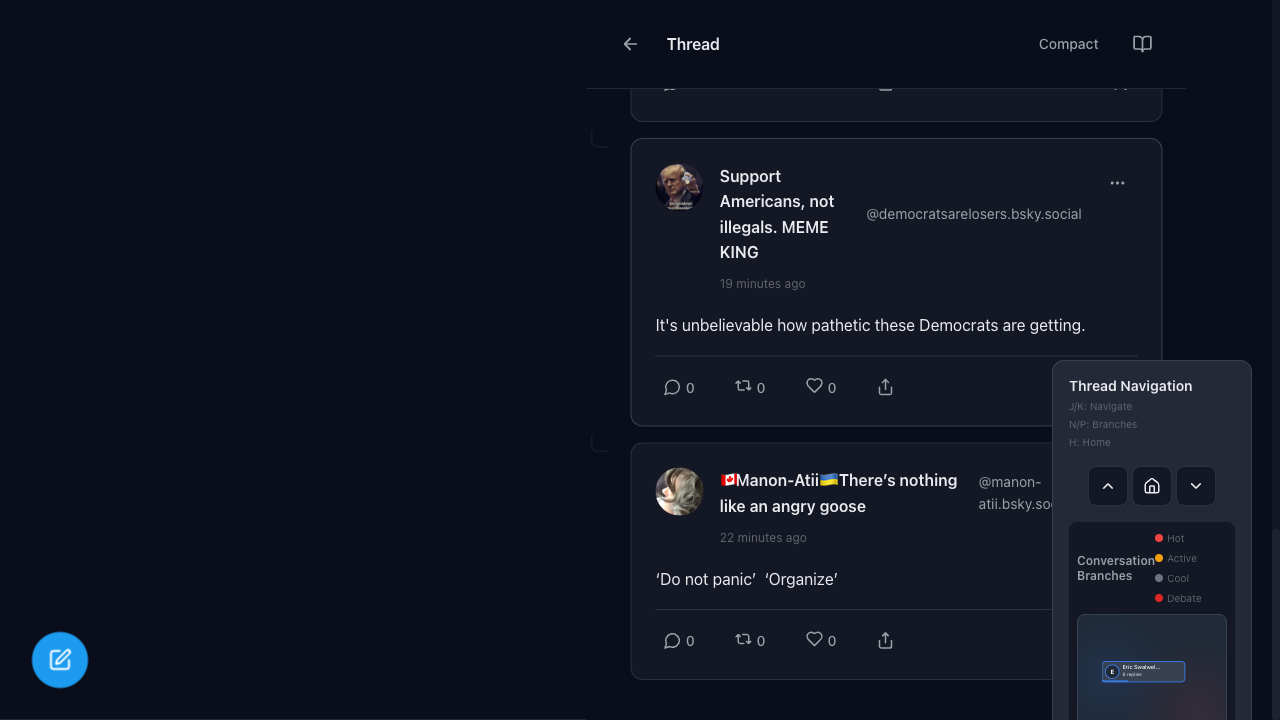 Thread
Compact
Support
Americans, not
illegals. MEME
KING
@democratsarelosers.bsky.social
19 minutes ago
It's unbelievable how pathetic these Democrats are getting.
0
0
0
🇨🇦Manon-Atii🇺🇦There’s nothing
like an angry goose
@manon-
atii.bsky.so
22 minutes ago
‘Do not panic’ ‘Organize’
0
0
0
Thread Navigation
J/K: Navigate
N/P: Branches
H: Home
Conversation
Branches
Hot
Active
Cool
Debate
E
Eric Swalwel...
6 replies